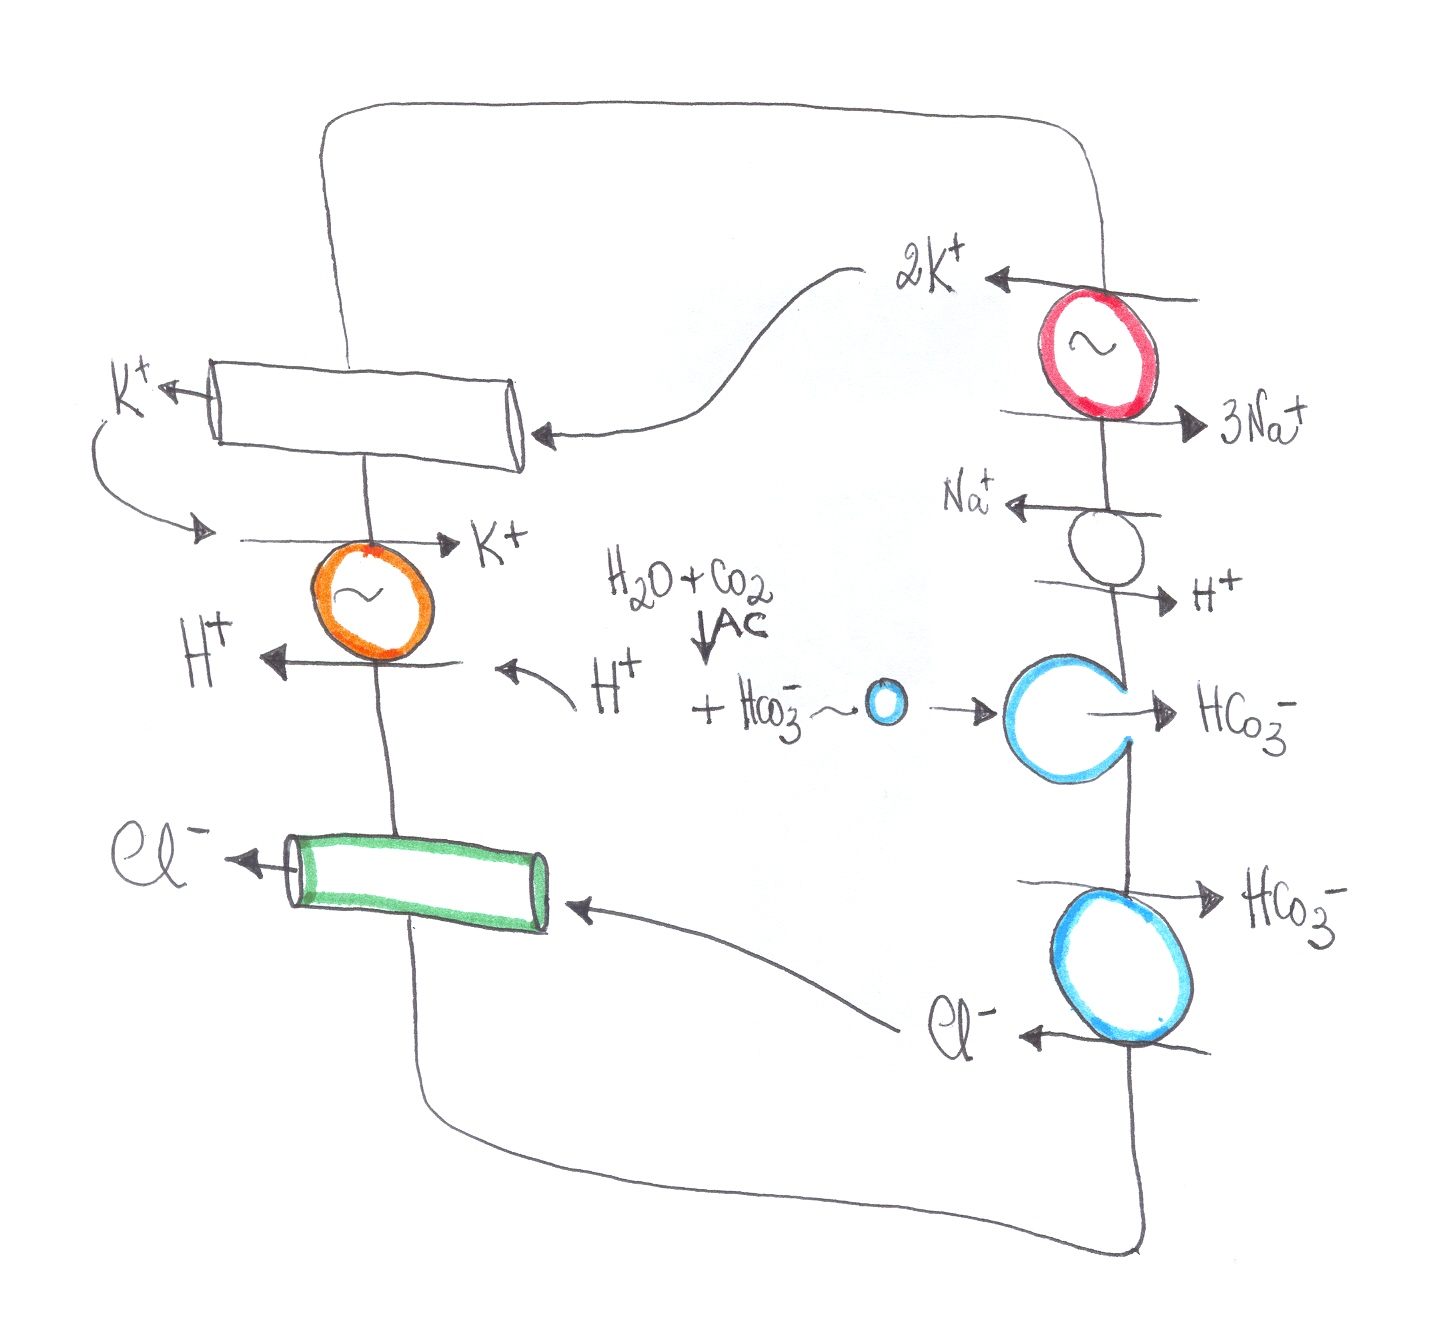 2K+
3Na+
K+
Na+
K+
H2O + CO2
AC
H+
H+
H+
+ HCO3-
HCO3-
Cl-
HCO3-
Cl-